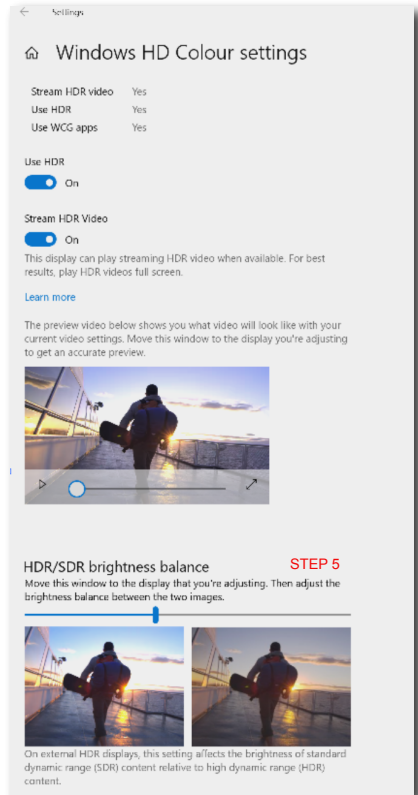 Settings
Windows HD Colour settings
Stream HDR video Yes
Use HDR Yes
Use WCG apps Yes
Use HDR
On
Stream HDR Video
On
This display can play streaming HDR video when available. For best
results, play HDR videos full screen.
Learn more
The preview video below shows you what video will look like with your
current video settings. Move this window to the display you're adjusting
to get an accurate preview.
HDR/SDR brightness balance STEP 5
Move this window to the display that you're adjusting. Then adjust the
brightness balance between the two images.
On external HDR displays, this setting affects the brightness of standard
dynamic range (SDR) content relative to high dynamic range (HDR)
content.